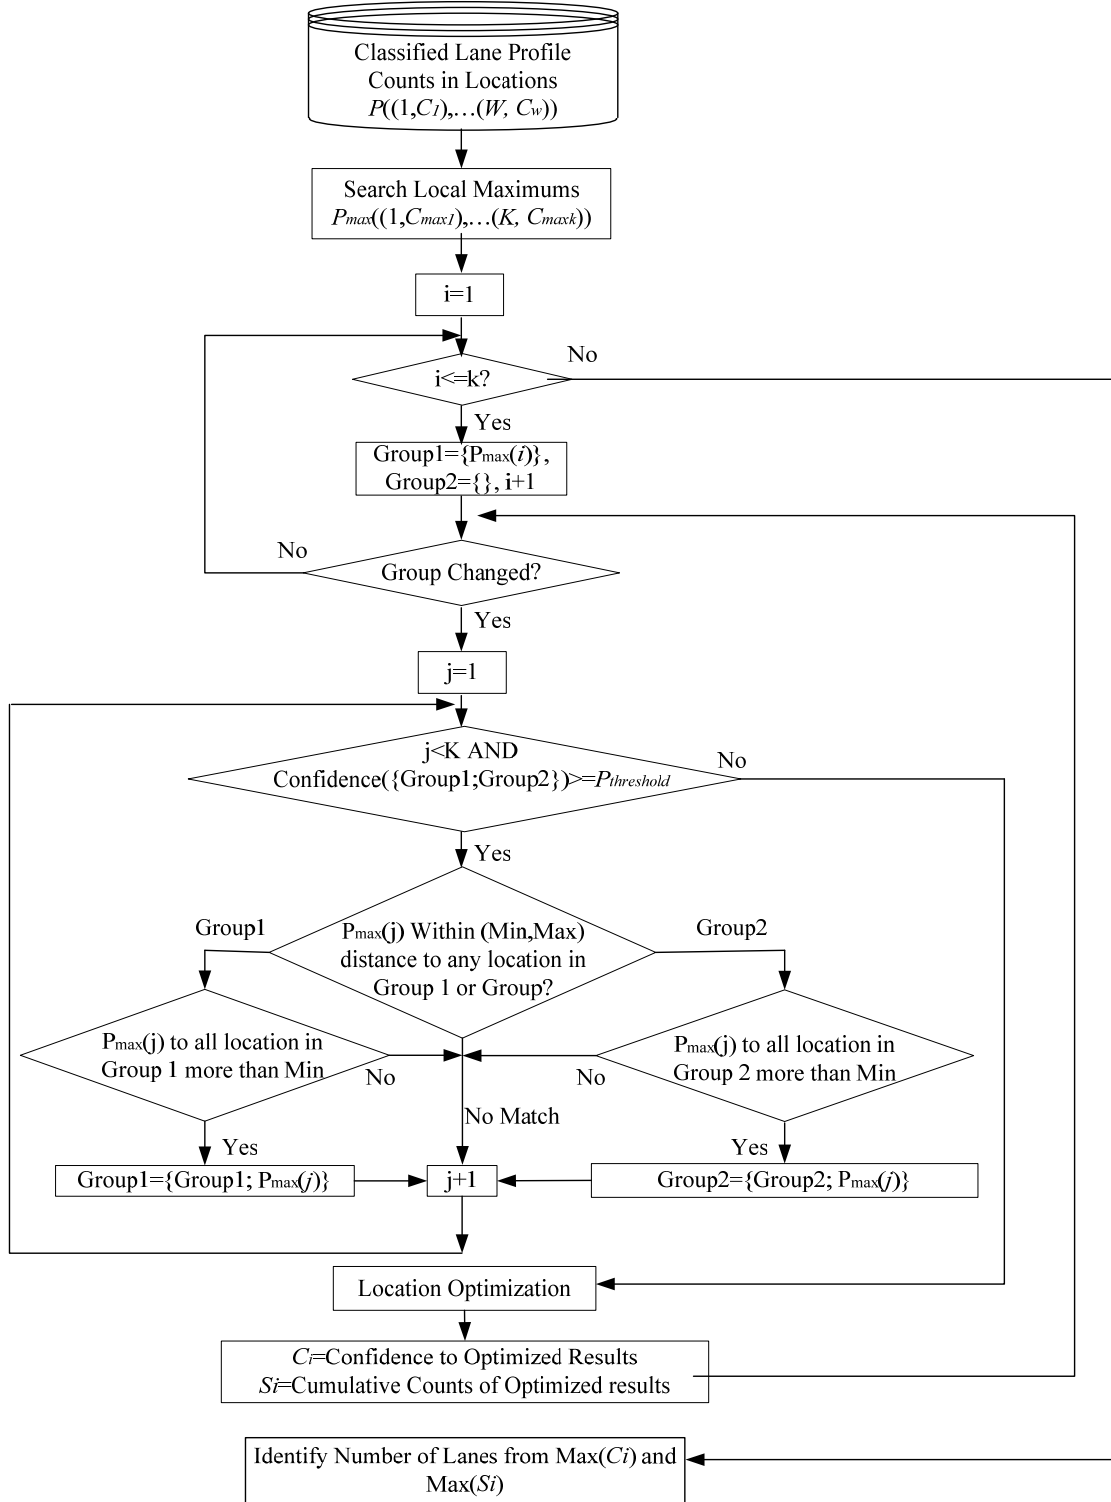 Classified Lane Profile
Counts in Locations
P((1,C1),…(W, Cw))
Search Local Maximums
Pmax((1,Cmax1),…(K, Cmaxk))
i=1
i<=k?
No
Yes
Group1={Pmax(i)},
Group2={}, i+1
No
Group Changed?
Yes
j=1
j<K AND
Confidence({Group1;Group2})>=Pthreshold
No
Yes
Group1
Pmax(j) Within (Min,Max)
distance to any location in
Group 1 or Group?
Group2
Pmax(j) to all location in
Group 1 more than Min
No
Pmax(j) to all location in
Group 2 more than Min
No
No Match
Yes
Yes
Group1={Group1; Pmax(j)}
j+1
Group2={Group2; Pmax(j)}
Location Optimization
Ci=Confidence to Optimized Results
Si=Cumulative Counts of Optimized results
Identify Number of Lanes from Max(Ci) and
Max(Si)